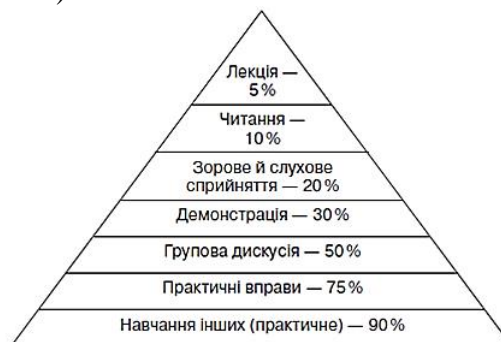 Лекція —
5%
Читання —
10%
Зорове й слухове
сприйняття — 20%
Демонстрація — 30%
Групова дискусія — 50%
Практичні вправи — 75%
Навчання інших (практичне) — 90%